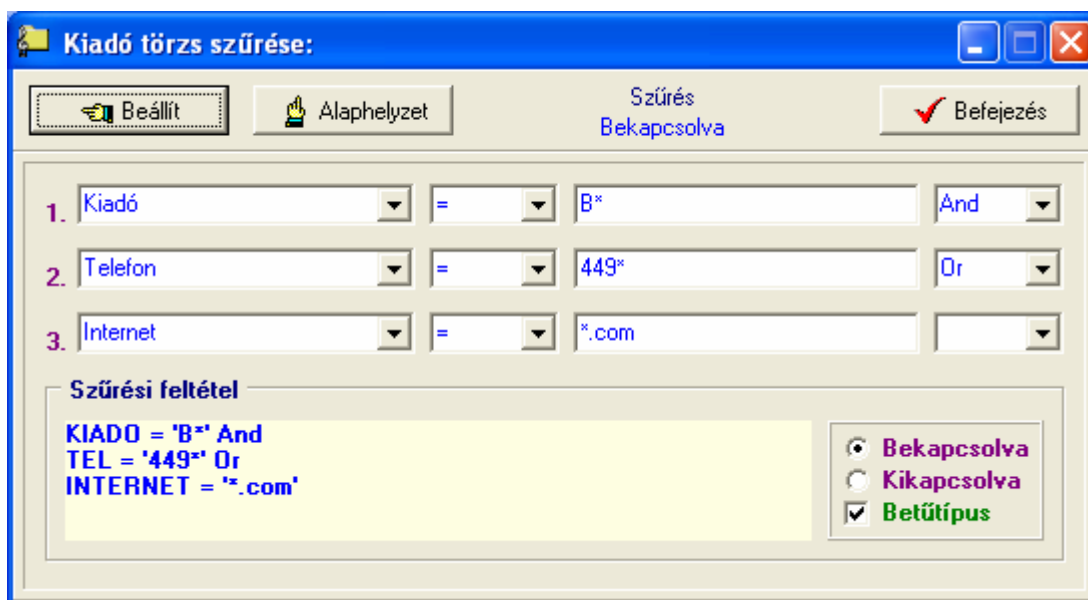 Kiadó törzs szűrése:
Beállít
Alaphelyzet
Szűrés
Bekapcsolva
Befejezés
1. Kiadó = B* And
2. Telefon = 449* Or
3. Internet = *.com
Szűrési feltétel
KIADO = 'B*' And
TEL = '449*' Or
INTERNET = '*.com'
Bekapcsolva
Kikapcsolva
Betűtípus